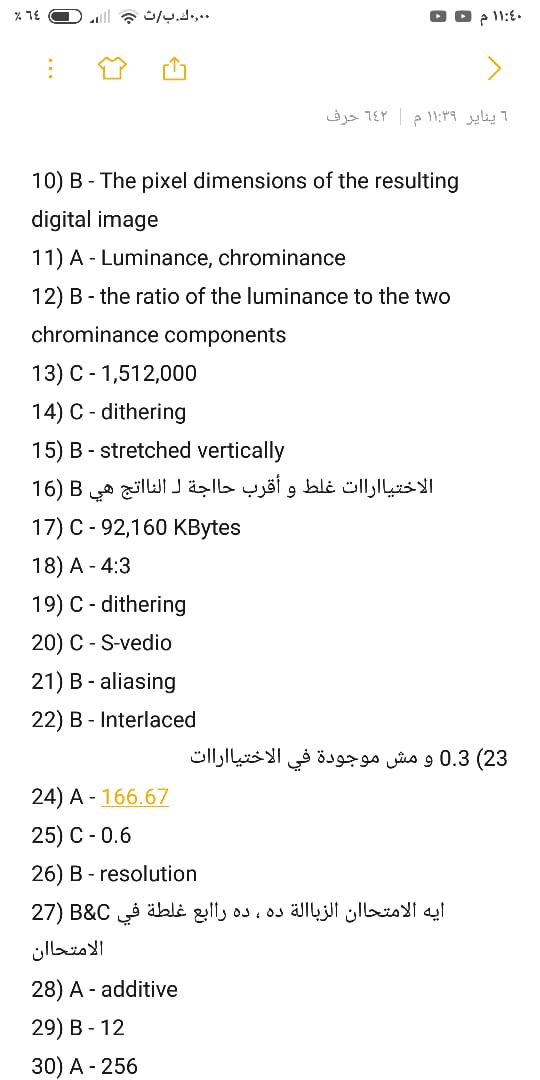 ٪ ٦٤ ٠,٠٠ك.ب/ث ١١:٤٠ م
٦ يناير ١١:٣٩ م | ٦٤٢ حرف
10) B - The pixel dimensions of the resulting
digital image
11) A - Luminance, chrominance
12) B - the ratio of the luminance to the two
chrominance components
13) C - 1,512,000
14) C - dithering
15) B - stretched vertically
16) B الاختيااراات غلط و أقرب حااجة لـ النااتج هي
17) C - 92,160 KBytes
18) A - 4:3
19) C - dithering
20) C - S-vedio
21) B - aliasing
22) B - Interlaced
23) 0.3 و مش موجودة في الاختيااراات
24) A - 166.67
25) C - 0.6
26) B - resolution
27) B&C ايه الامتحاان الزباالة ده ، ده راابع غلطة في
الامتحاان
28) A - additive
29) B - 12
30) A - 256